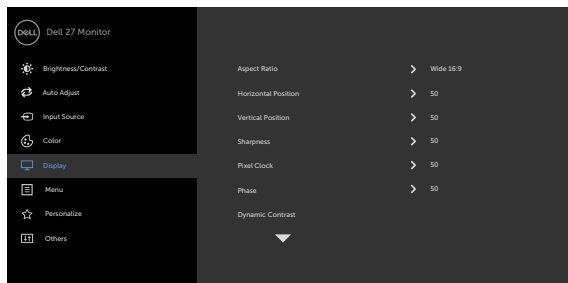 DELL
Dell 27 Monitor
Brightness/Contrast
Auto Adjust
Input Source
Color
Display
Menu
Personalize
Others
Aspect Ratio Wide 16:9
Horizontal Position 50
Vertical Position 50
Sharpness 50
Pixel Clock 50
Phase 50
Dynamic Contrast